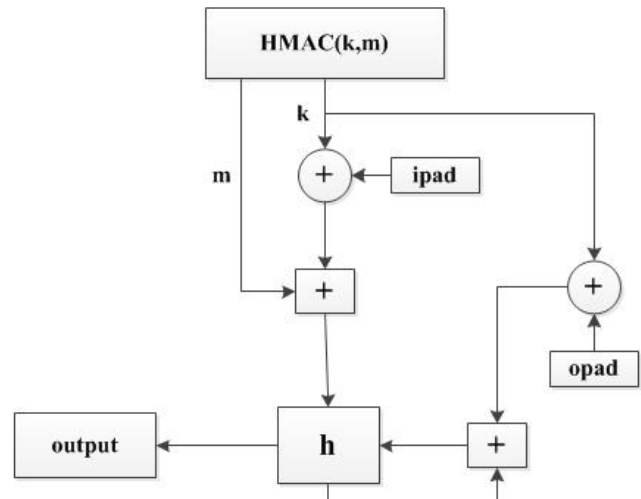 HMAC(k,m)
k
m
+
ipad
+
+
opad
output
h
+